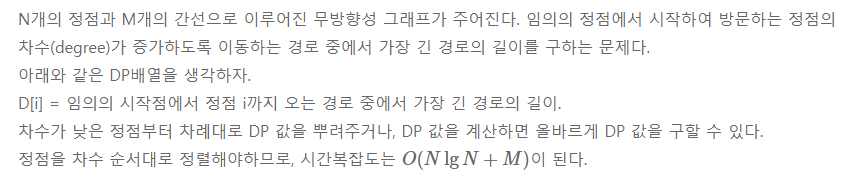 N개의 정점과 M개의 간선으로 이루어진 무방향성 그래프가 주어진다. 임의의 정점에서 시작하여 방문하는 정점의
차수(degree)가 증가하도록 이동하는 경로 중에서 가장 긴 경로의 길이를 구하는 문제다.
아래와 같은 DP배열을 생각하자.
D[i] = 임의의 시작점에서 정점 i까지 오는 경로 중에서 가장 긴 경로의 길이.
차수가 낮은 정점부터 차례대로 DP 값을 뿌려주거나, DP 값을 계산하면 올바르게 DP 값을 구할 수 있다.
정점을 차수 순서대로 정렬해야하므로, 시간복잡도는 O(N lg N + M)이 된다.